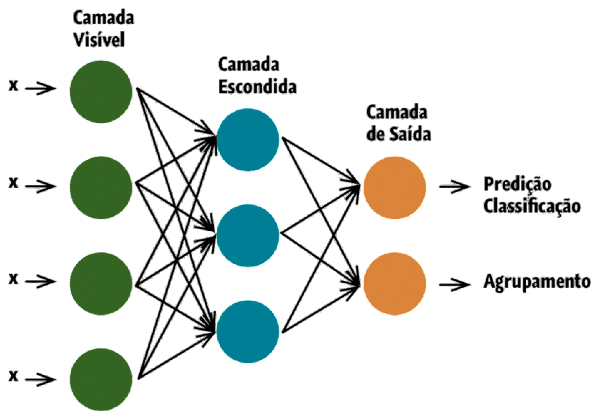 Camada
Visível
Camada
Escondida
Camada
de Saída
x
x
x
x
Predição
Classificação
Agrupamento